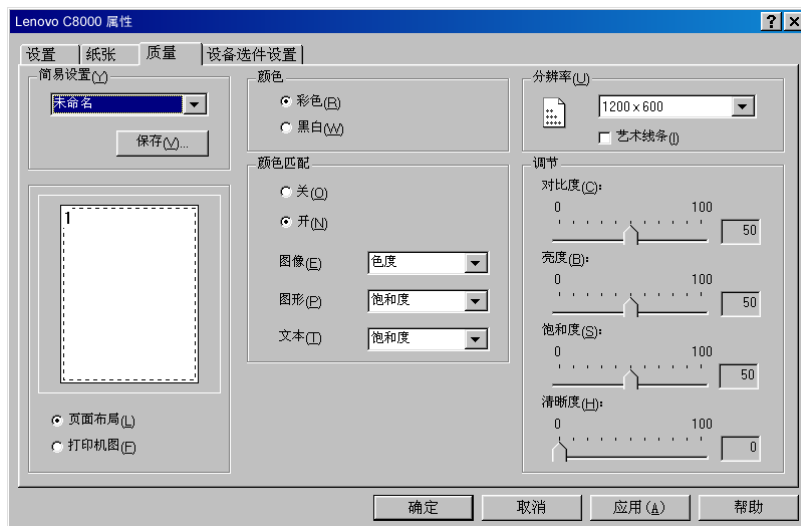 Lenovo C8000 属性
设置 纸张 质量 设备选件设置
简易设置(Y)
未命名
保存(V)...
1
页面布局(L)
打印机图(F)
颜色
彩色(R)
黑白(W)
颜色匹配
关(O)
开(N)
图像(E) 色度
图形(P) 饱和度
文本(T) 饱和度
分辨率(U)
1200 x 600
艺术线条(I)
调节
对比度(C):
0 100
50
亮度(B):
0 100
50
饱和度(S):
0 100
50
清晰度(H):
0 100
0
确定 取消 应用(A) 帮助